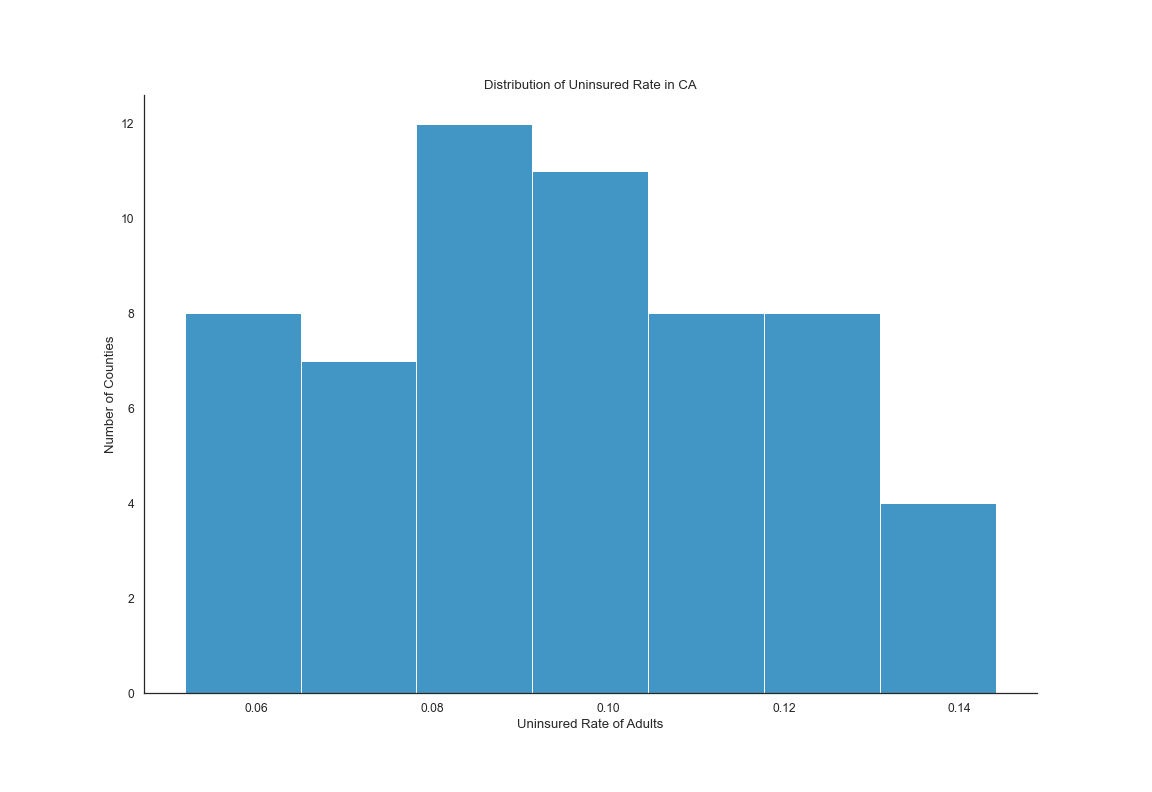 Distribution of Uninsured Rate in CA
Number of Counties
12
10
8
6
4
2
0
0.06 0.08 0.10 0.12 0.14
Uninsured Rate of Adults